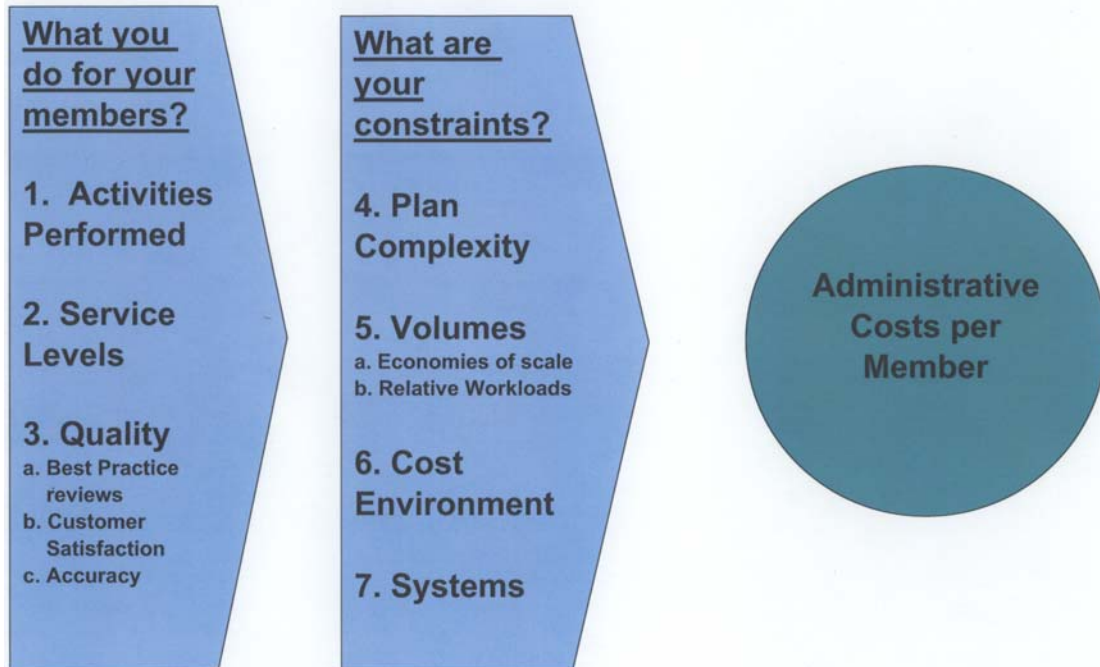 What you
do for your
members?
1. Activities
Performed
2. Service
Levels
3. Quality
a. Best Practice
reviews
b. Customer
Satisfaction
c. Accuracy
What are
your
constraints?
4. Plan
Complexity
5. Volumes
a. Economies of scale
b. Relative Workloads
6. Cost
Environment
7. Systems
Administrative
Costs per
Member